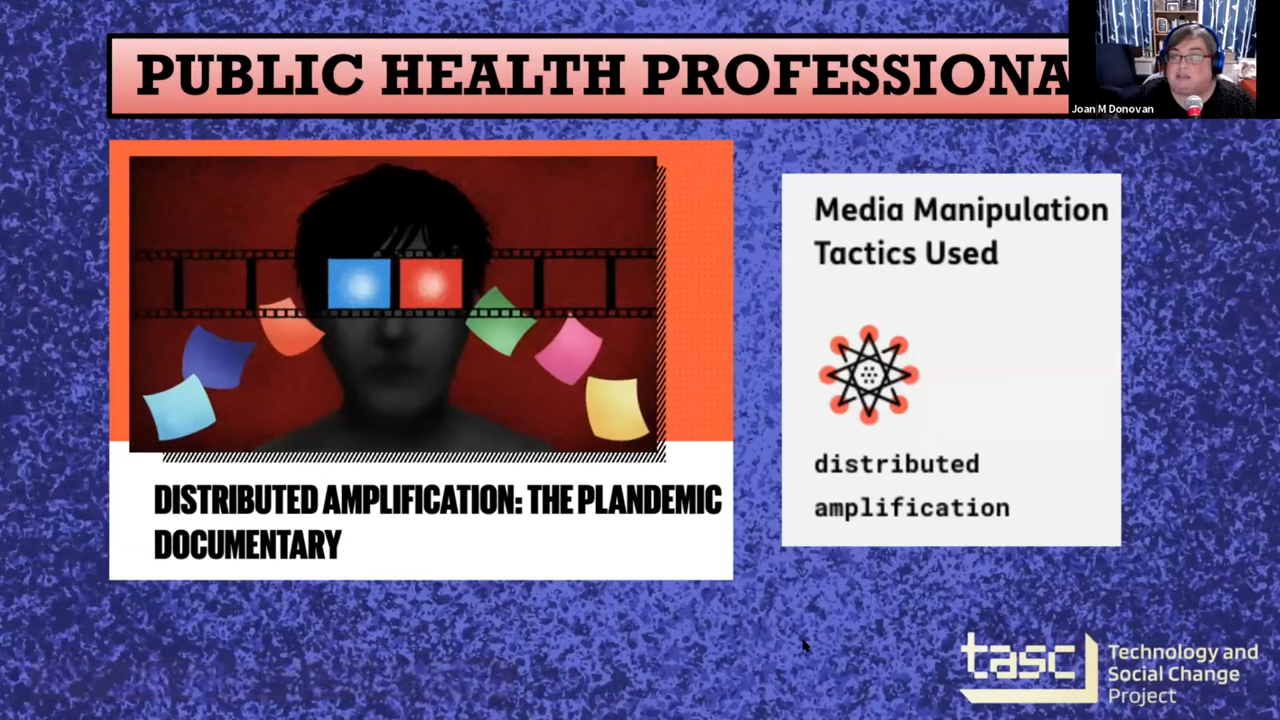 PUBLIC HEALTH PROFESSIONA
Joan M Donovan
DISTRIBUTED AMPLIFICATION: THE PLANDEMIC
DOCUMENTARY
Media Manipulation
Tactics Used
distributed
amplification
tasc
Technology and
Social Change
Project